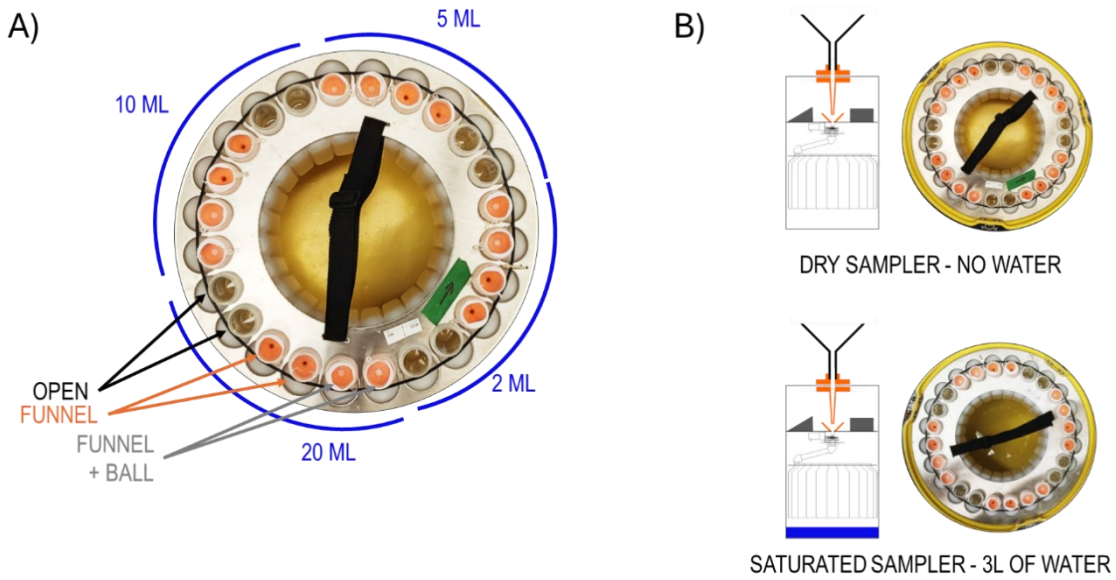 A)
5 ML
10 ML
OPEN
FUNNEL
FUNNEL
+ BALL
20 ML
2 ML
B)
DRY SAMPLER - NO WATER
SATURATED SAMPLER - 3L OF WATER